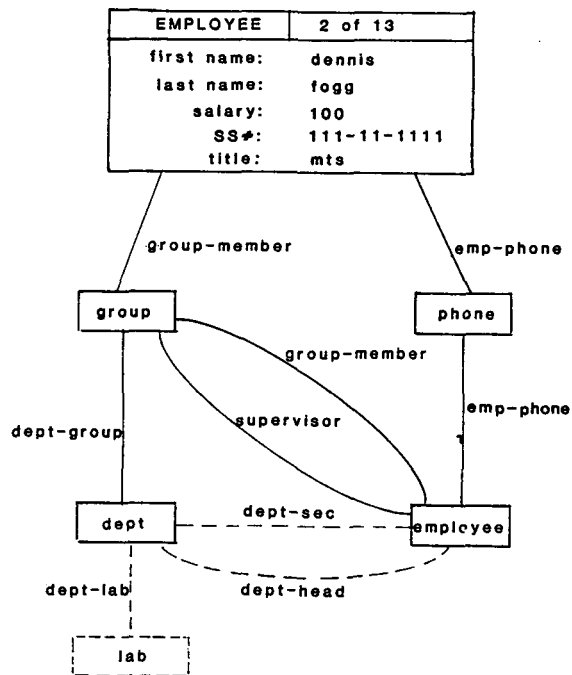 EMPLOYEE 2 of 13
first name: dennis
last name: fogg
salary: 100
SS#: 111-11-1111
title: mts
group-member
emp-phone
group
phone
group-member
supervisor
emp-phone
dept-group
dept
dept-sec
employee
dept-lab
dept-head
lab